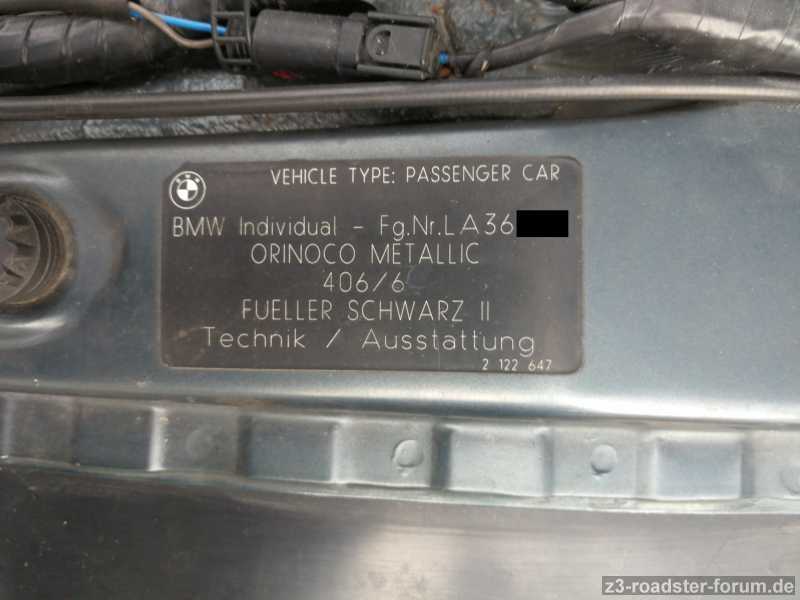 VEHICLE TYPE: PASSENGER CAR
BMW Individual - Fg.Nr.LA36
ORINOCO METALLIC
406/6
FUELLER SCHWARZ II
Technik / Ausstattung
2 122 647
z3-roadster-forum.de